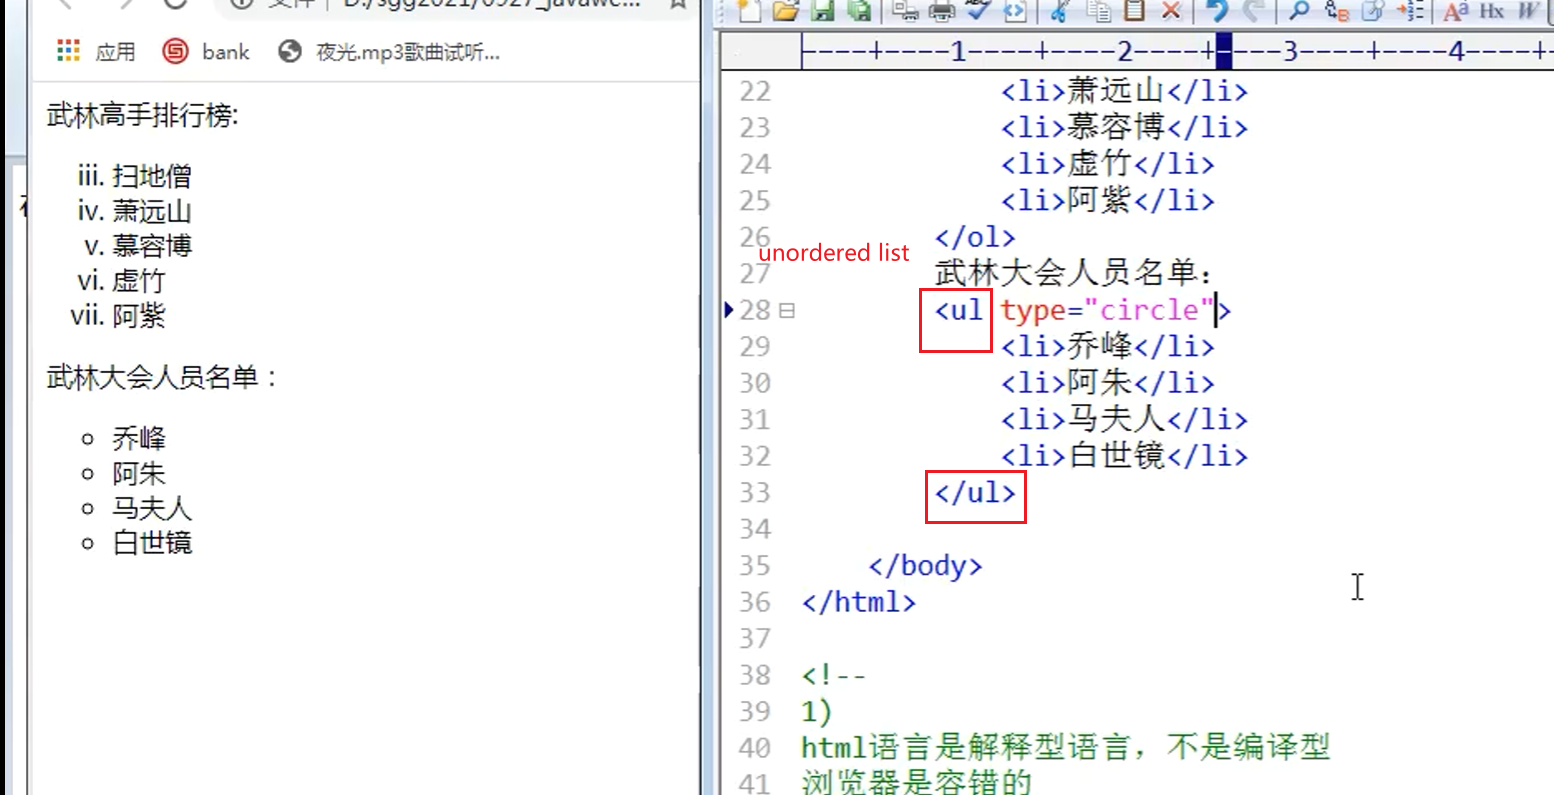 应用 bank 夜光.mp3歌曲试听...
武林高手排行榜:
iii. 扫地僧
iv. 萧远山
v. 慕容博
vi. 虚竹
vii. 阿紫
武林大会人员名单：
乔峰
阿朱
马夫人
白世镜
----+----1----+----2----+----3----+----4----+
22 <li>萧远山</li>
23 <li>慕容博</li>
24 <li>虚竹</li>
25 <li>阿紫</li>
26 </ol>
unordered list
27 武林大会人员名单：
28 <ul type="circle">
29 <li>乔峰</li>
30 <li>阿朱</li>
31 <li>马夫人</li>
32 <li>白世镜</li>
33 </ul>
34
35 </body>
36 </html>
37
38 <!--
39 1)
40 html语言是解释型语言，不是编译型
41 浏览器是容错的